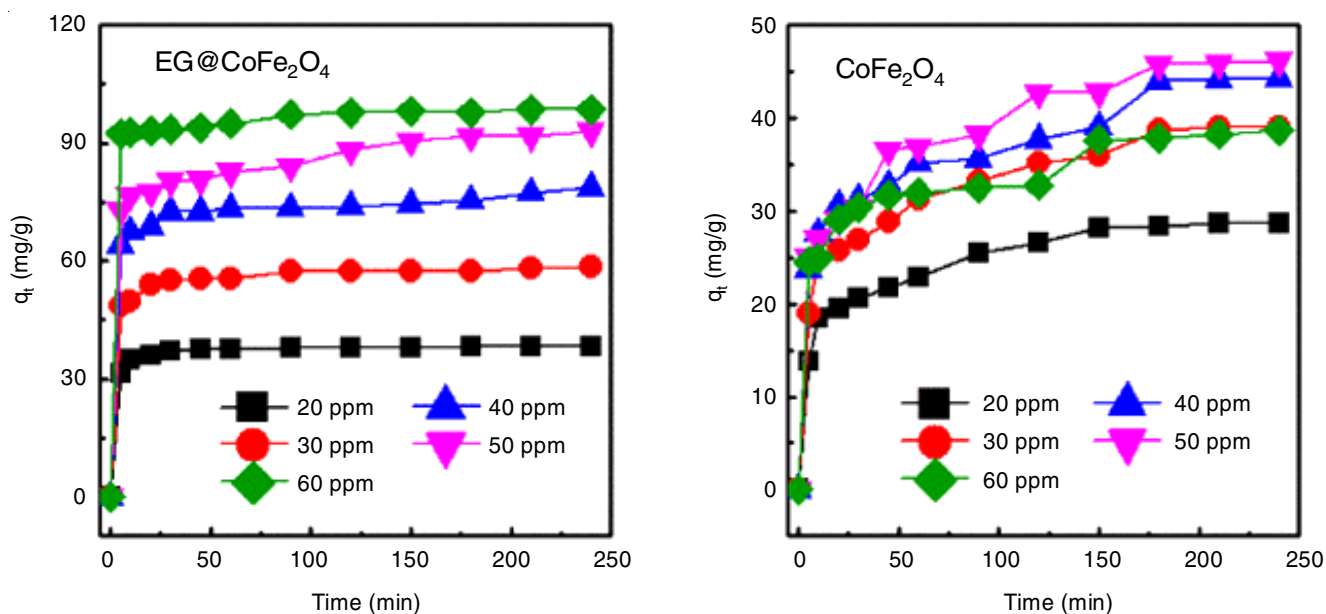 EG@CoFe₂O₄
qₜ (mg/g)
120
90
60
30
0
20 ppm
40 ppm
30 ppm
50 ppm
60 ppm
0 50 100 150 200 250
Time (min)
CoFe₂O₄
qₜ (mg/g)
50
40
30
20
10
0
20 ppm
40 ppm
30 ppm
50 ppm
60 ppm
0 50 100 150 200 250
Time (min)